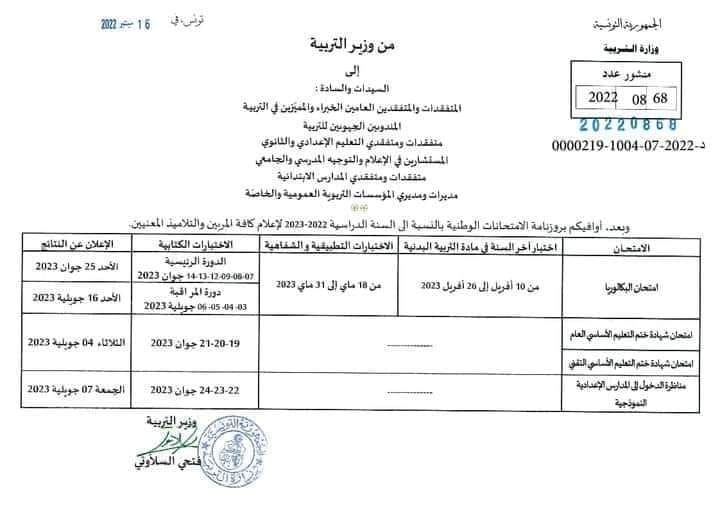 الجمهورية التونسية
وزارة التربية
تونس، في 16 سبتمبر 2022
منشور عدد
68 08 2022
20220868
د-2022-07-1004-0000219
من وزير التربية
إلى
السيدات والسادة :
المتفقدات والمتفقدين العامين الخبراء والمميّزين في التربية
المندوبين الجهويين للتربية
متفقدات ومتفقدي التعليم الإعدادي والثانوي
المستشارين في الإعلام والتوجيه المدرسي والجامعي
متفقدات ومتفقدي المدارس الابتدائية
مديرات ومديري المؤسسات التربوية العمومية والخاصة
وبعد، أوافيكم بروزنامة الامتحانات الوطنية بالنسبة الى السنة الدراسية 2022-2023 لإعلام كافة المربين والتلاميذ المعنيين.
الامتحان
اختبار آخر السنة في مادة التربية البدنية
الاختبارات التطبيقية و الشفاهية
الاختبارات الكتابية
الإعلان عن النتائج
امتحان البكالوريا
من 10 أفريل إلى 26 أفريل 2023
من 18 ماي إلى 31 ماي 2023
الدورة الرئيسية
07-08-09-12-13-14 جوان 2023
الأحد 25 جوان 2023
دورة المراقبة
03-04-05-06 جويلية 2023
الأحد 16 جويلية 2023
امتحان شهادة ختم التعليم الأساسي العام
امتحان شهادة ختم التعليم الأساسي التقني
-------------
19-20-21 جوان 2023
الثلاثاء 04 جويلية 2023
مناظرة الدخول إلى المدارس الإعدادية
النموذجية
-------------
22-23-24 جوان 2023
الجمعة 07 جويلية 2023
وزير التربية
فتحي السلاوتي